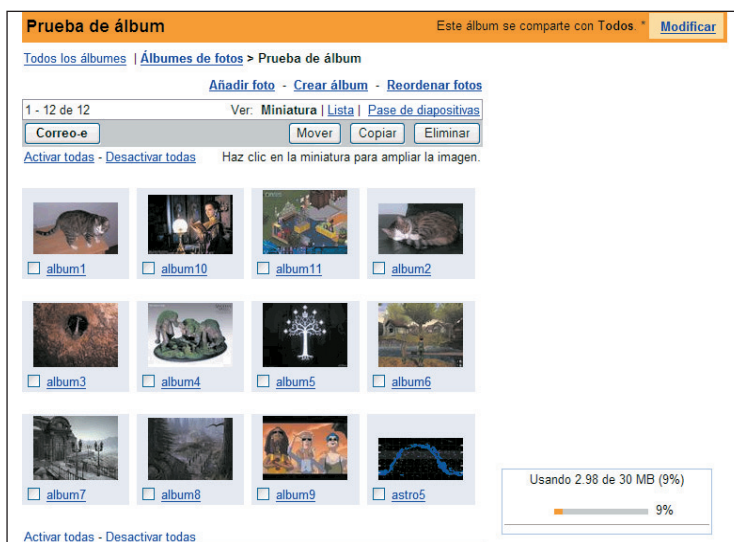 Prueba de álbum
Este álbum se comparte con Todos. * Modificar
Todos los álbumes | Álbumes de fotos > Prueba de álbum
Añadir foto - Crear álbum - Reordenar fotos
1 - 12 de 12 Ver: Miniatura | Lista | Pase de diapositivas
Correo-e Mover Copiar Eliminar
Activar todas - Desactivar todas Haz clic en la miniatura para ampliar la imagen.
album1 album10 album11 album2
album3 album4 album5 album6
album7 album8 album9 astro5
Usando 2.98 de 30 MB (9%)
9%
Activar todas - Desactivar todas